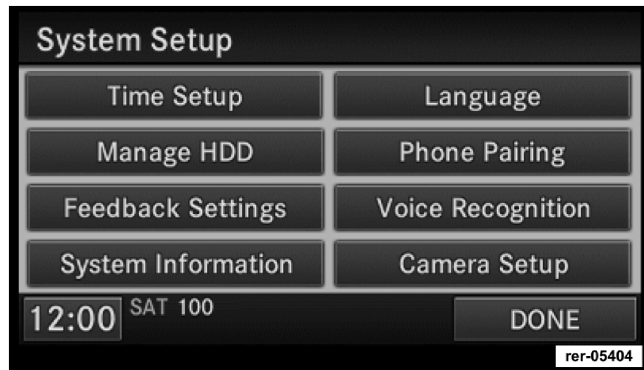 System Setup
Time Setup Language
Manage HDD Phone Pairing
Feedback Settings Voice Recognition
System Information Camera Setup
12:00 SAT 100 DONE
rer-05404